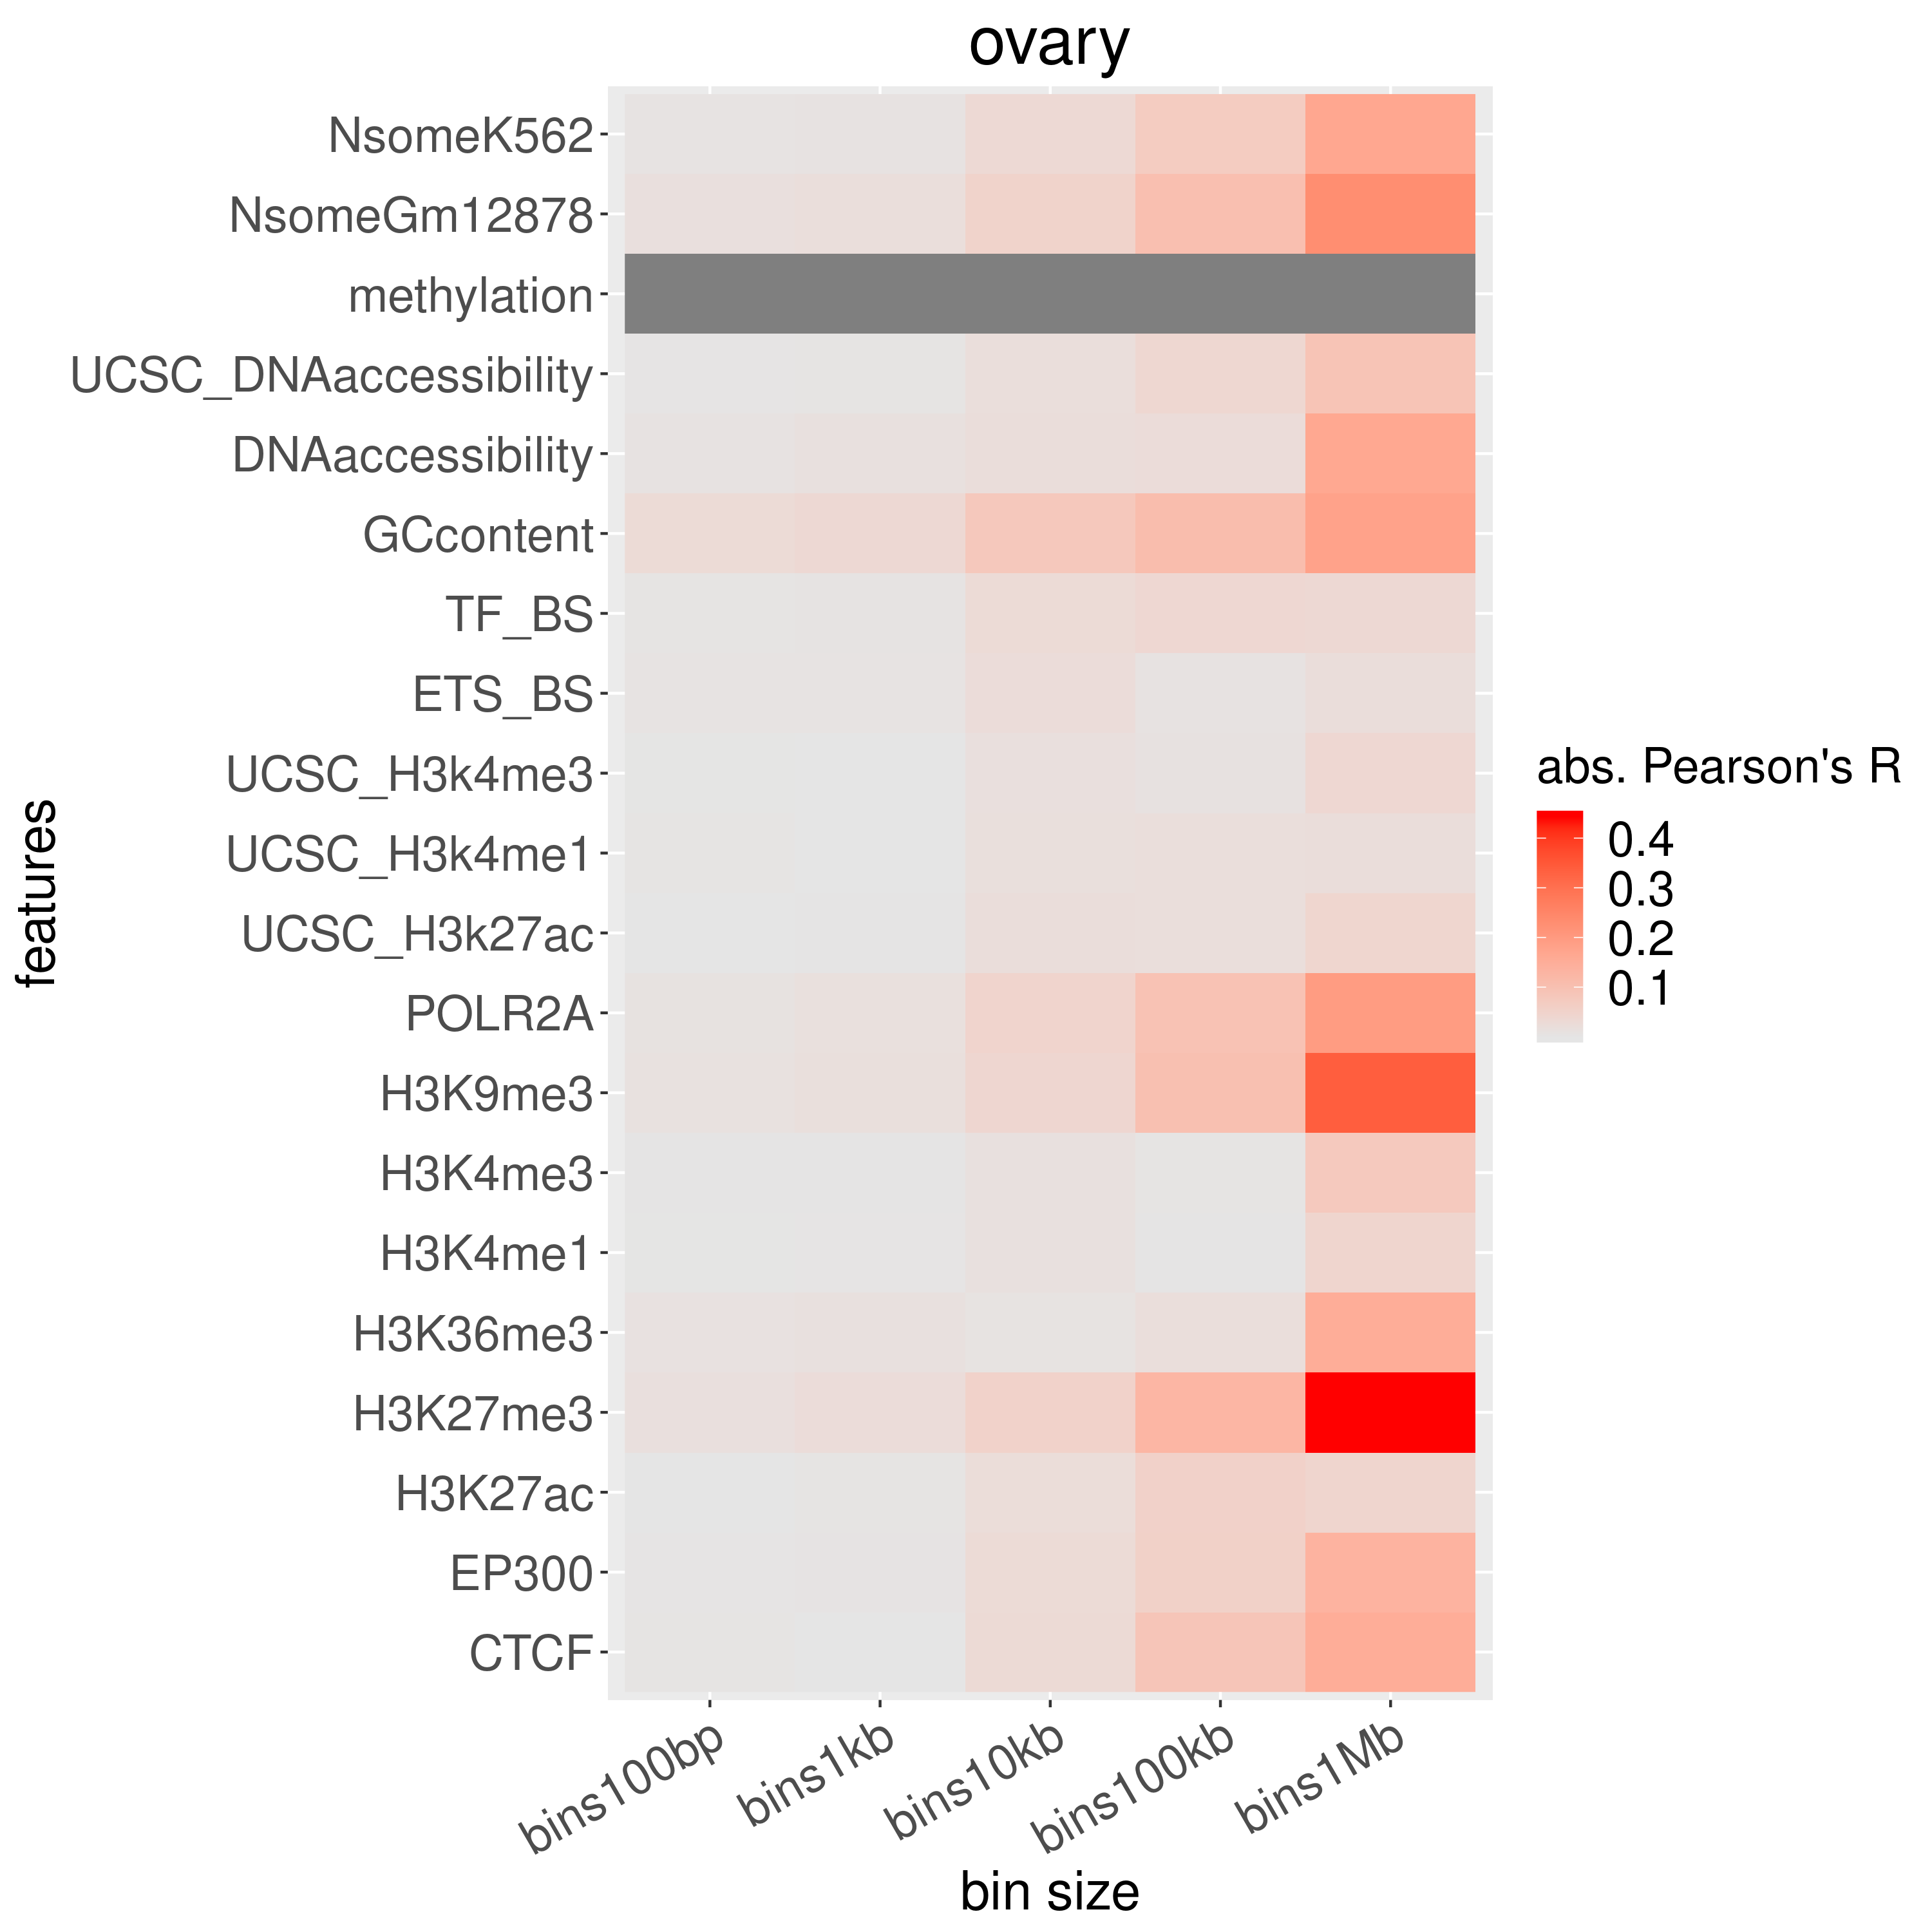 ovary
features
NsomeK562
NsomeGm12878
methylation
UCSC_DNAaccessibility
DNAaccessibility
GCcontent
TF_BS
ETS_BS
UCSC_H3k4me3
UCSC_H3k4me1
UCSC_H3k27ac
POLR2A
H3K9me3
H3K4me3
H3K4me1
H3K36me3
H3K27me3
H3K27ac
EP300
CTCF
bins100bp
bins1kb
bins10kb
bins100kb
bins1Mb
bin size
abs. Pearson's R
0.4
0.3
0.2
0.1